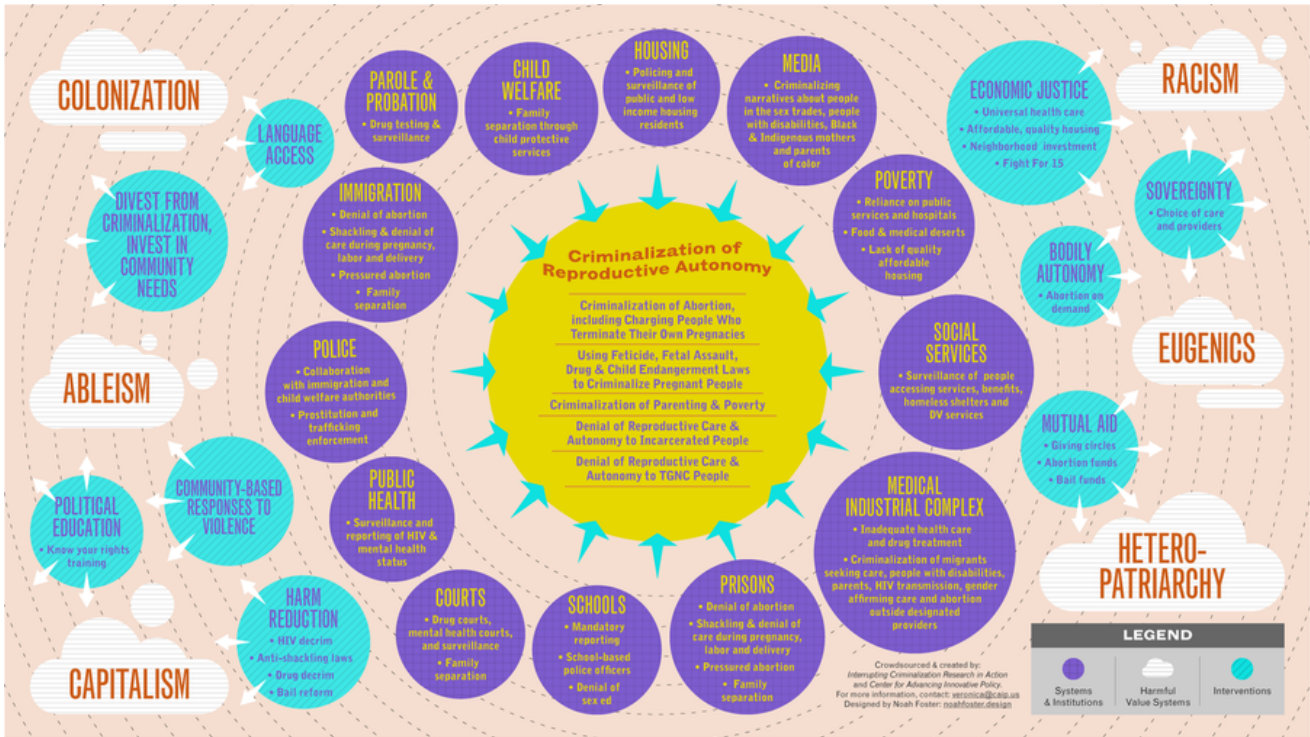 COLONIZATION
LANGUAGE
ACCESS
DIVEST FROM
CRIMINALIZATION,
INVEST IN
COMMUNITY
NEEDS
ABLEISM
POLITICAL
EDUCATION
• Know your rights
training
COMMUNITY-BASED
RESPONSES TO
VIOLENCE
CAPITALISM
HARM
REDUCTION
• HIV decrim
• Anti-shackling laws
• Drug decrim
• Bail reform
PAROLE &
PROBATION
• Drug testing &
surveillance
CHILD
WELFARE
• Family
separation through
child protective
services
HOUSING
• Policing and
surveillance of
public and low
income housing
residents
MEDIA
• Criminalizing
narratives about people
in the sex trades, people
with disabilities, Black
& Indigenous mothers
and parents
of color
IMMIGRATION
• Denial of abortion
• Shackling & denial of
care during pregnancy,
labor and delivery
• Pressured abortion
• Family
separation
POVERTY
• Reliance on public
services and hospitals
• Food & medical deserts
• Lack of quality
affordable
housing
POLICE
• Collaboration
with immigration and
child welfare authorities
• Prostitution and
trafficking
enforcement
SOCIAL
SERVICES
• Surveillance of people
accessing services, benefits,
homeless shelters and
DV services
PUBLIC
HEALTH
• Surveillance and
reporting of HIV &
mental health
status
MEDICAL
INDUSTRIAL COMPLEX
• Inadequate health care
and drug treatment
• Criminalization of migrants
seeking care, people with disabilities,
parents, HIV transmission, gender
affirming care and abortion
outside designated
providers
COURTS
• Drug courts,
mental health courts,
and surveillance
• Family
separation
SCHOOLS
• Mandatory
reporting
• School-based
police officers
• Denial of
sex ed
PRISONS
• Denial of abortion
• Shackling & denial of
care during pregnancy,
labor and delivery
• Pressured abortion
• Family
separation
Criminalization of
Reproductive Autonomy
Criminalization of Abortion,
including Charging People Who
Terminate Their Own Pregnancies
Using Feticide, Fetal Assault,
Drug & Child Endangerment Laws
to Criminalize Pregnant People
Criminalization of Parenting & Poverty
Denial of Reproductive Care &
Autonomy to Incarcerated People
Denial of Reproductive Care &
Autonomy to TGNC People
ECONOMIC JUSTICE
• Universal health care
• Affordable, quality housing
• Neighborhood investment
• Fight For 15
RACISM
SOVEREIGNTY
• Choice of care
and providers
BODILY
AUTONOMY
• Abortion on
demand
EUGENICS
MUTUAL AID
• Giving circles
• Abortion funds
• Bail funds
HETERO-
PATRIARCHY
Crowdsourced & created by:
Interrupting Criminalization Research in Action
and Center for Advancing Innovative Policy.
For more information, contact: veronica@caip.us
Designed by Noah Foster: noahfoster.design
LEGEND
Systems
& Institutions
Harmful
Value Systems
Interventions